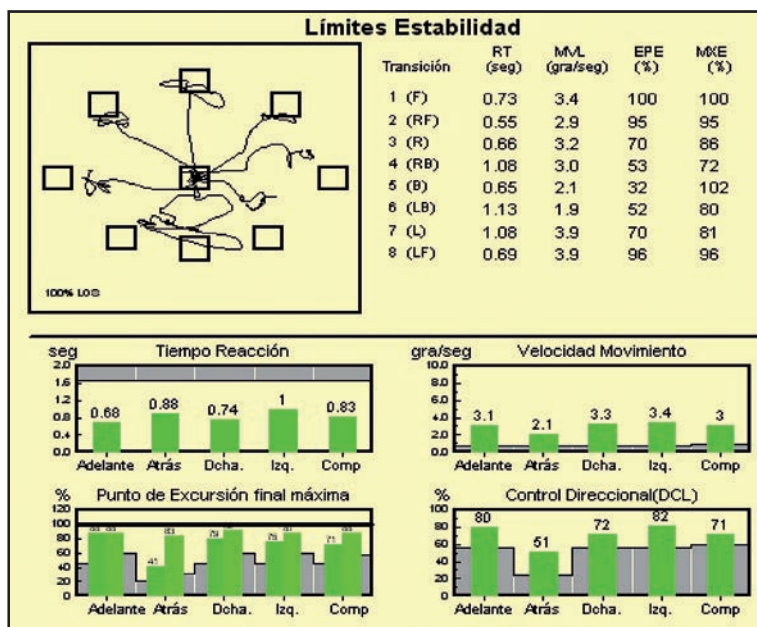 Límites Estabilidad
Transición RT (seg) MVL (gra/seg) EPE (%) MXE (%)
1 (F) 0.73 3.4 100 100
2 (RF) 0.55 2.9 95 95
3 (R) 0.66 3.2 70 86
4 (RB) 1.08 3.0 53 72
5 (B) 0.65 2.1 32 102
6 (LB) 1.13 1.9 52 80
7 (L) 1.08 3.9 70 81
8 (LF) 0.69 3.9 96 96
100% LOS
seg Tiempo Reacción
2.0
1.6
1.2
0.8
0.4
0.0
0.68 0.88 0.74 1 0.83
Adelante Atrás Dcha. Izq. Comp
gra/seg Velocidad Movimiento
10.0
8.0
6.0
4.0
2.0
0.0
3.1 2.1 3.3 3.4 3
Adelante Atrás Dcha. Izq. Comp
% Punto de Excursión final máxima
120
100
80
60
40
20
0
41 83 79 71
Adelante Atrás Dcha. Izq. Comp
% Control Direccional(DCL)
100
80
60
40
20
0
80 51 72 82 71
Adelante Atrás Dcha. Izq. Comp